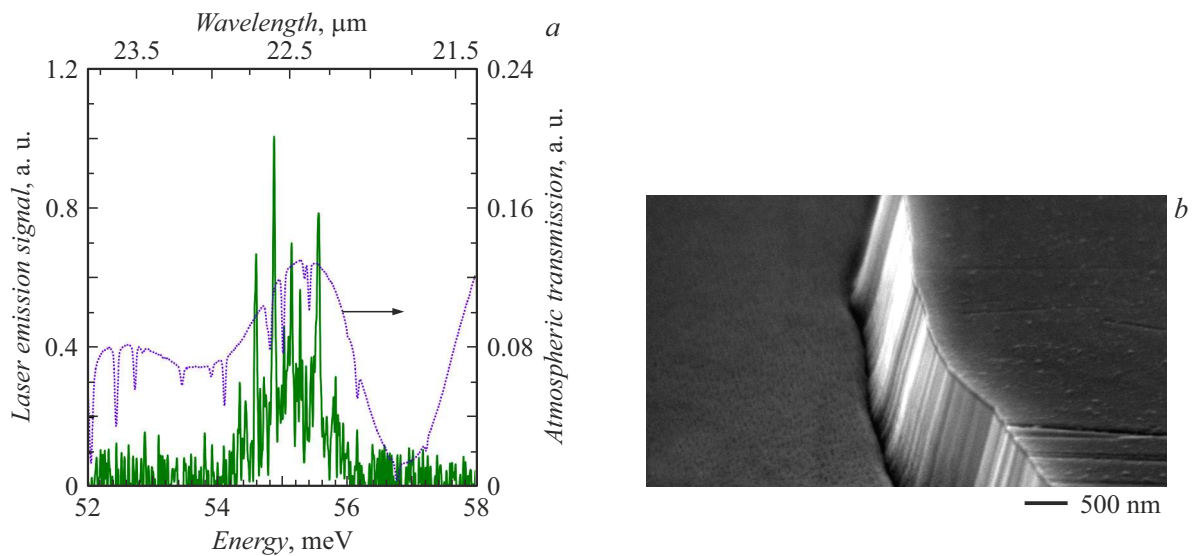 Wavelength, μm
a
23.5 22.5 21.5
1.2
0.8
0.4
0
Laser emission signal, a. u.
0.24
0.16
0.08
0
Atmospheric transmission, a. u.
52 54 56 58
Energy, meV
b
500 nm